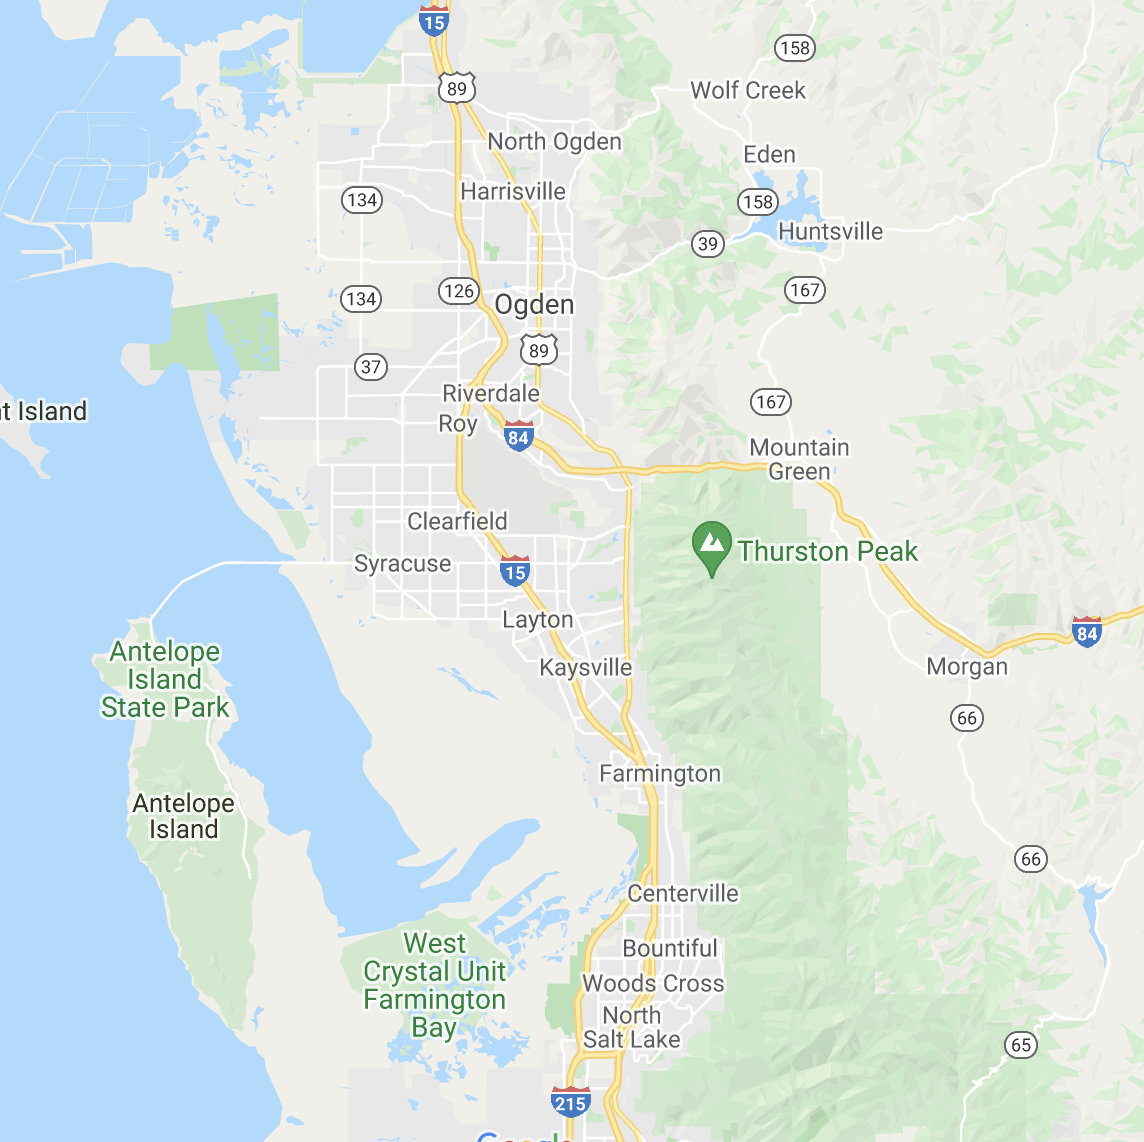 15
158
89
Wolf Creek
North Ogden
Eden
Harrisville
134
158
Huntsville
39
126
167
134
Ogden
89
37
Riverdale
167
t Island
Roy
84
Mountain
Green
Clearfield
Thurston Peak
Syracuse
15
Layton
84
Antelope
Island
State Park
Kaysville
Morgan
66
Farmington
Antelope
Island
66
Centerville
West
Crystal Unit
Farmington
Bay
Bountiful
Woods Cross
North
Salt Lake
65
215
Google